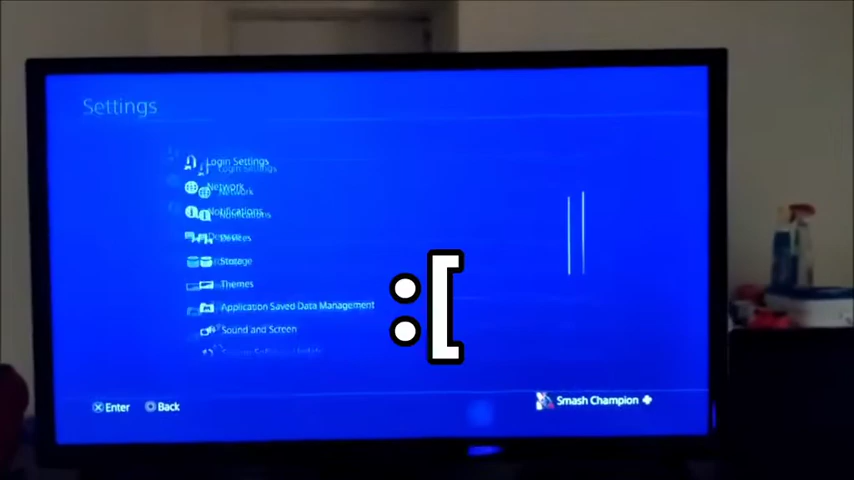 Settings
Login Settings
Network
Notifications
Devices
Storage
Themes
Application Saved Data Management
Sound and Screen
Enter Back
Smash Champion
:[